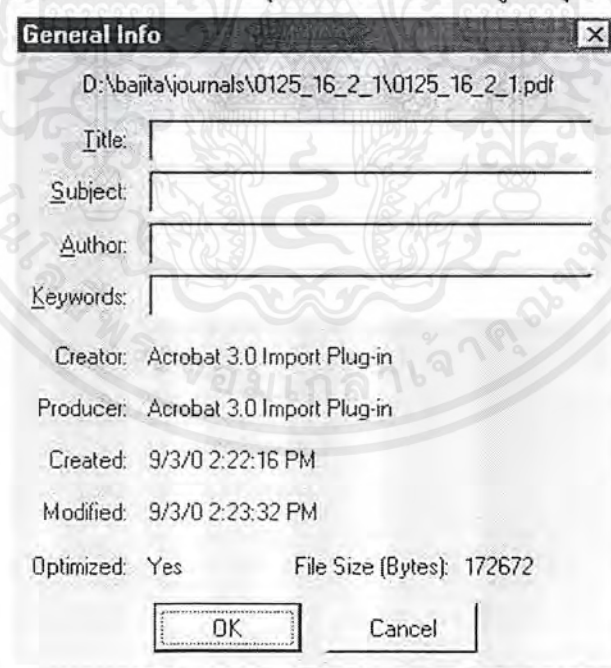 General Info
D:\bajita\journals\0125_16_2_1\0125_16_2_1.pdf
Title:
Subject:
Author:
Keywords:
Creator: Acrobat 3.0 Import Plug-in
Producer: Acrobat 3.0 Import Plug-in
Created: 9/3/0 2:22:16 PM
Modified: 9/3/0 2:23:32 PM
Optimized: Yes File Size (Bytes): 172672
OK Cancel